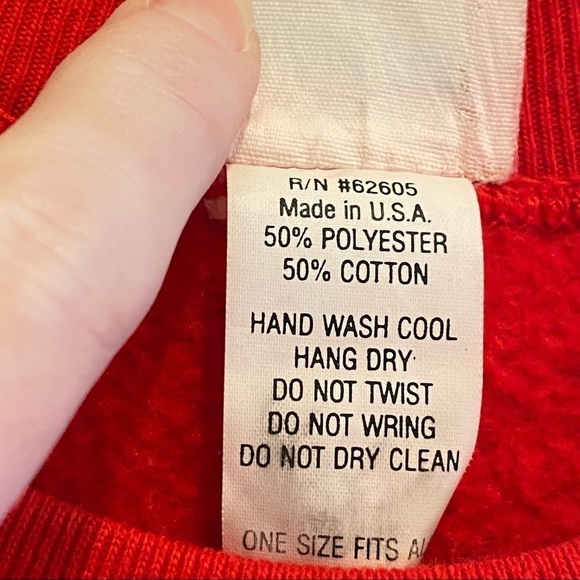 R/N #62605
Made in U.S.A.
50% POLYESTER
50% COTTON
HAND WASH COOL
HANG DRY
DO NOT TWIST
DO NOT WRING
DO NOT DRY CLEAN
ONE SIZE FITS